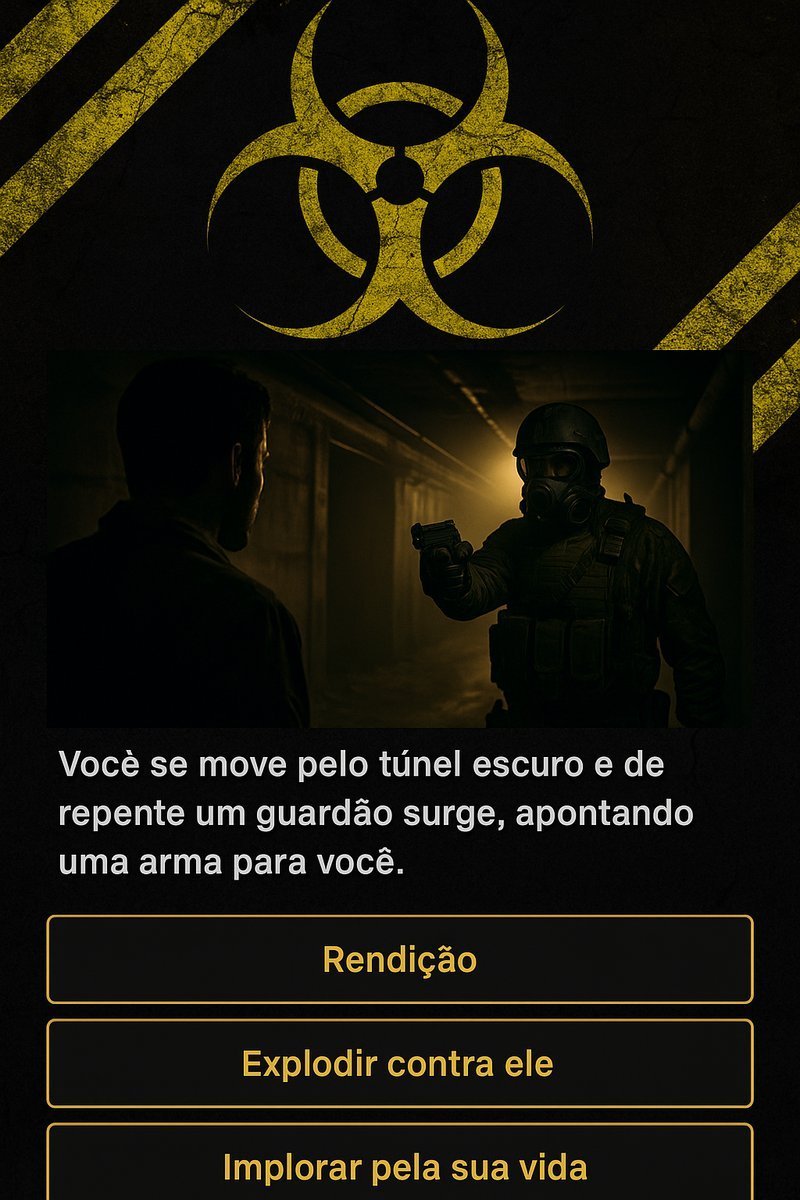 Vocè se move pelo túnel escuro e de
repente um guardão surge, apontando
uma arma para você.
Rendição
Explodir contra ele
Implorar pela sua vida